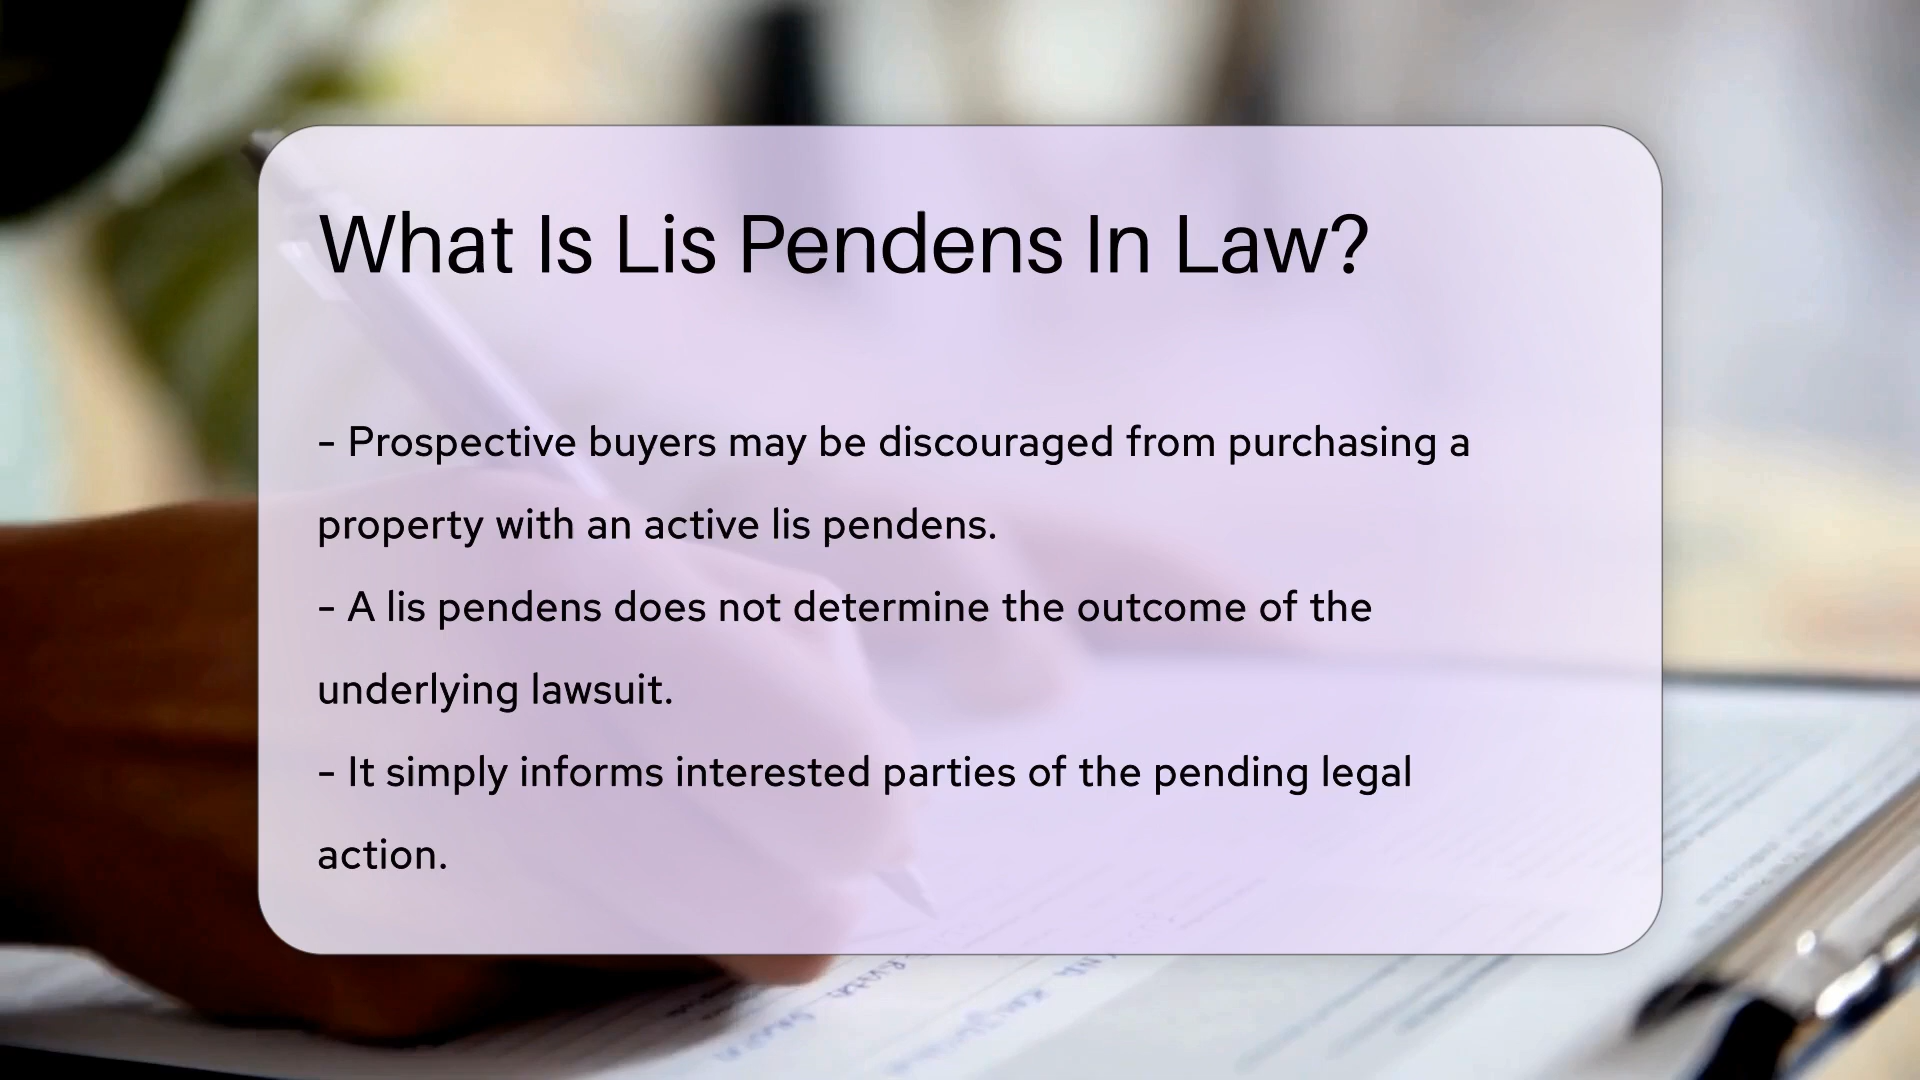 What Is Lis Pendens In Law?
- Prospective buyers may be discouraged from purchasing a
property with an active lis pendens.
- A lis pendens does not determine the outcome of the
underlying lawsuit.
- It simply informs interested parties of the pending legal
action.